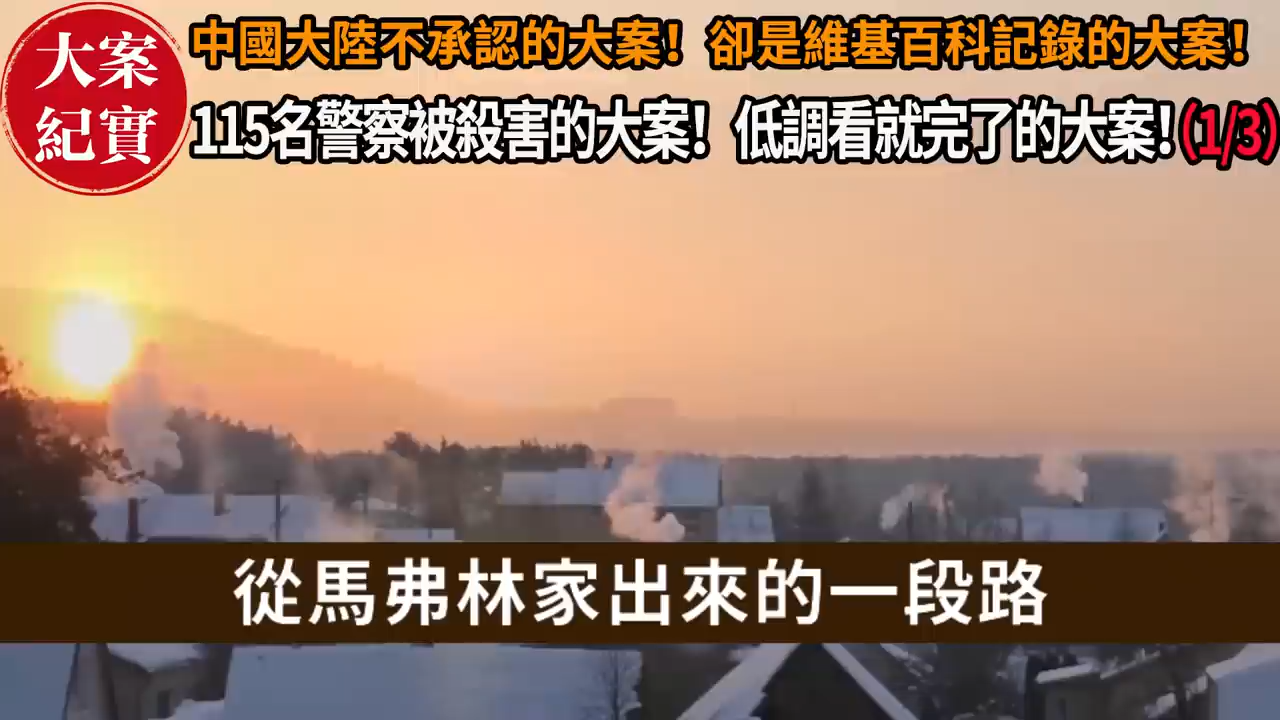 大案
紀實
中國大陸不承認的大案！卻是維基百科記錄的大案！
115名警察被殺害的大案！低調看就完了的大案！(1/3)
從馬弗林家出來的一段路